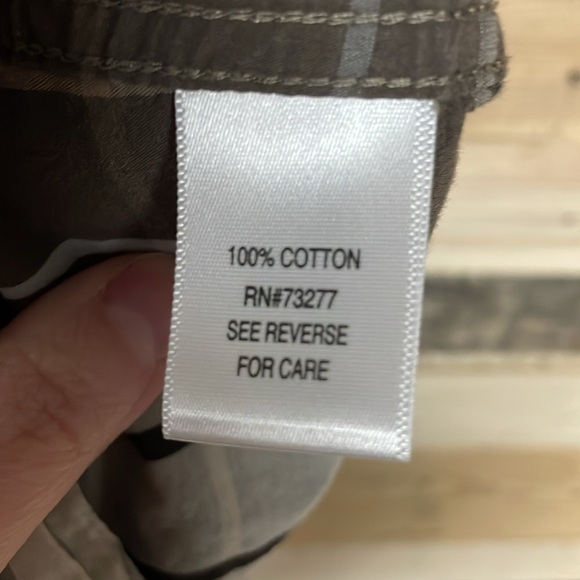 100% COTTON
RN#73277
SEE REVERSE
FOR CARE